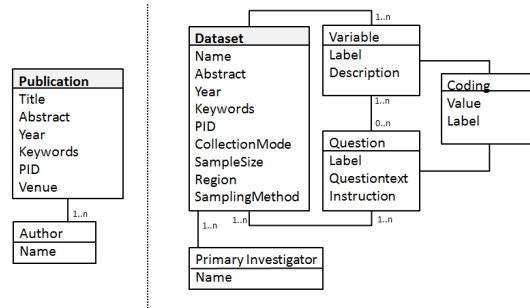 Publication
Title
Abstract
Year
Keywords
PID
Venue
1..n
Author
Name
Dataset
Name
Abstract
Year
Keywords
PID
CollectionMode
SampleSize
Region
SamplingMethod
1..n
1..n
Primary Investigator
Name
1..n
Variable
Label
Description
1..n
0..n
Question
Label
Questiontext
Instruction
1..n
Coding
Value
Label